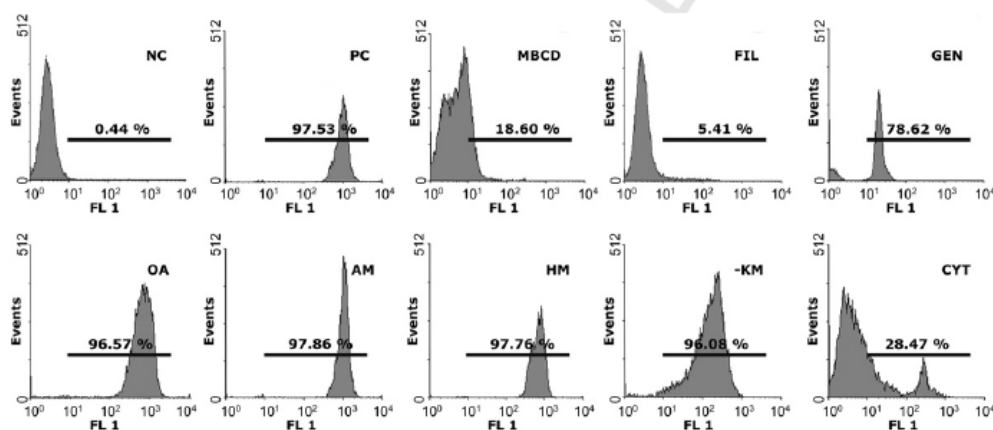 512 Events NC 0.44 % 10⁰ 10¹ 10² 10³ 10⁴ FL 1
512 Events PC 97.53 % 10⁰ 10¹ 10² 10³ 10⁴ FL 1
512 Events MBCD 18.60 % 10⁰ 10¹ 10² 10³ 10⁴ FL 1
512 Events FIL 5.41 % 10⁰ 10¹ 10² 10³ 10⁴ FL 1
512 Events GEN 78.62 % 10⁰ 10¹ 10² 10³ 10⁴ FL 1
512 Events OA 96.57 % 10⁰ 10¹ 10² 10³ 10⁴ FL 1
512 Events AM 97.86 % 10⁰ 10¹ 10² 10³ 10⁴ FL 1
512 Events HM 97.76 % 10⁰ 10¹ 10² 10³ 10⁴ FL 1
512 Events -KM 96.08 % 10⁰ 10¹ 10² 10³ 10⁴ FL 1
512 Events CYT 28.47 % 10⁰ 10¹ 10² 10³ 10⁴ FL 1